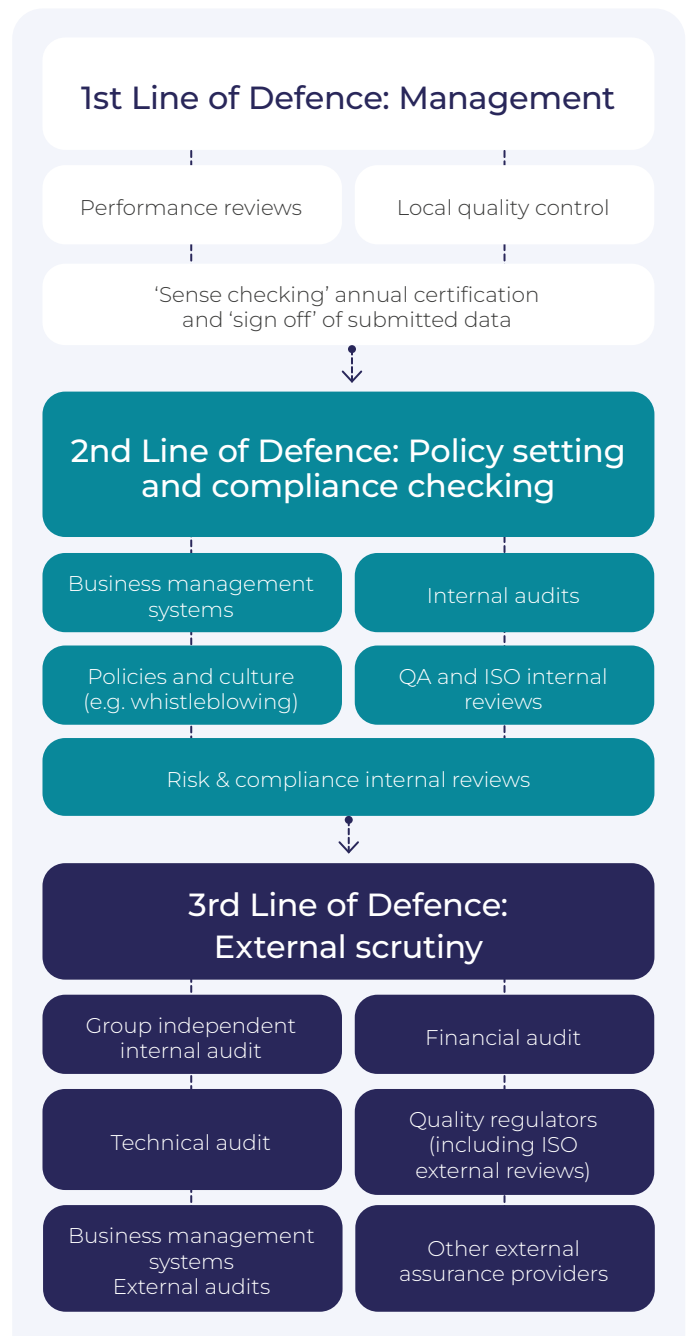 1st Line of Defence: Management
Performance reviews
Local quality control
‘Sense checking’ annual certification
and ‘sign off’ of submitted data
2nd Line of Defence: Policy setting
and compliance checking
Business management
systems
Internal audits
Policies and culture
(e.g. whistleblowing)
QA and ISO internal
reviews
Risk & compliance internal reviews
3rd Line of Defence:
External scrutiny
Group independent
internal audit
Financial audit
Technical audit
Quality regulators
(including ISO
external reviews)
Business management
systems
External audits
Other external
assurance providers